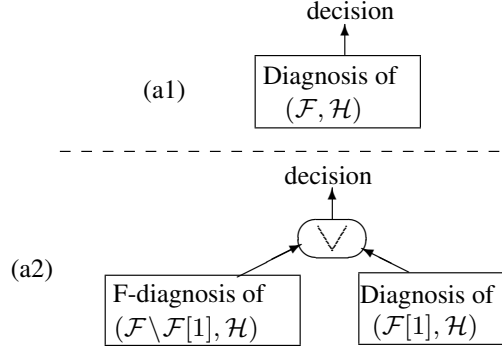 decision
(a1)
Diagnosis of
(ℱ, ℋ)
decision
⋁
(a2)
F-diagnosis of
(ℱ\ℱ[1], ℋ)
Diagnosis of
(ℱ[1], ℋ)